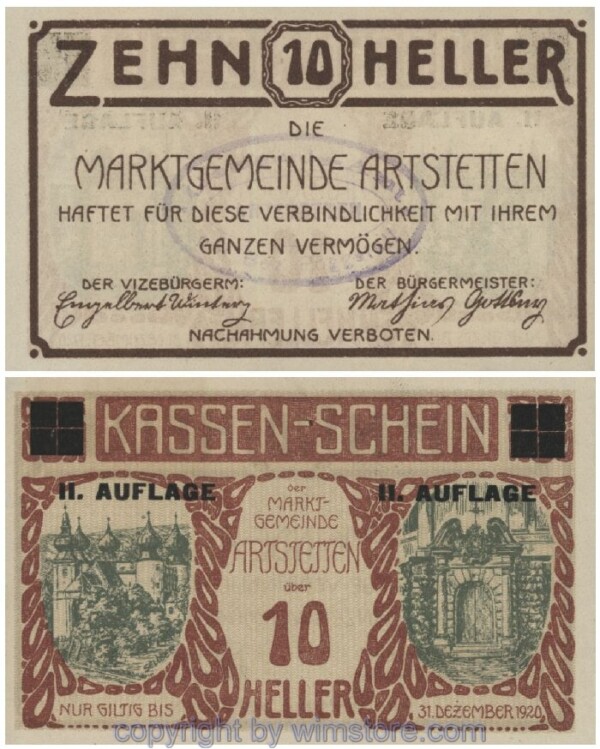 ZEHN 10 HELLER
DIE
MARKTGEMEINDE ARTSTETTEN
HAFTET FÜR DIESE VERBINDLICHKEIT MIT IHREM
GANZEN VERMÖGEN.
DER VIZEBÜRGERM: DER BÜRGERMEISTER:
Engelbert Mathias
NACHAHMUNG VERBOTEN.
KASSEN-SCHEIN
II. AUFLAGE II. AUFLAGE
der
MARKT-
GEMEINDE
ARTSTETTEN
über
10
HELLER
NUR GILTIG BIS 31. DEZEMBER 1920.
copyright by wimstore.com